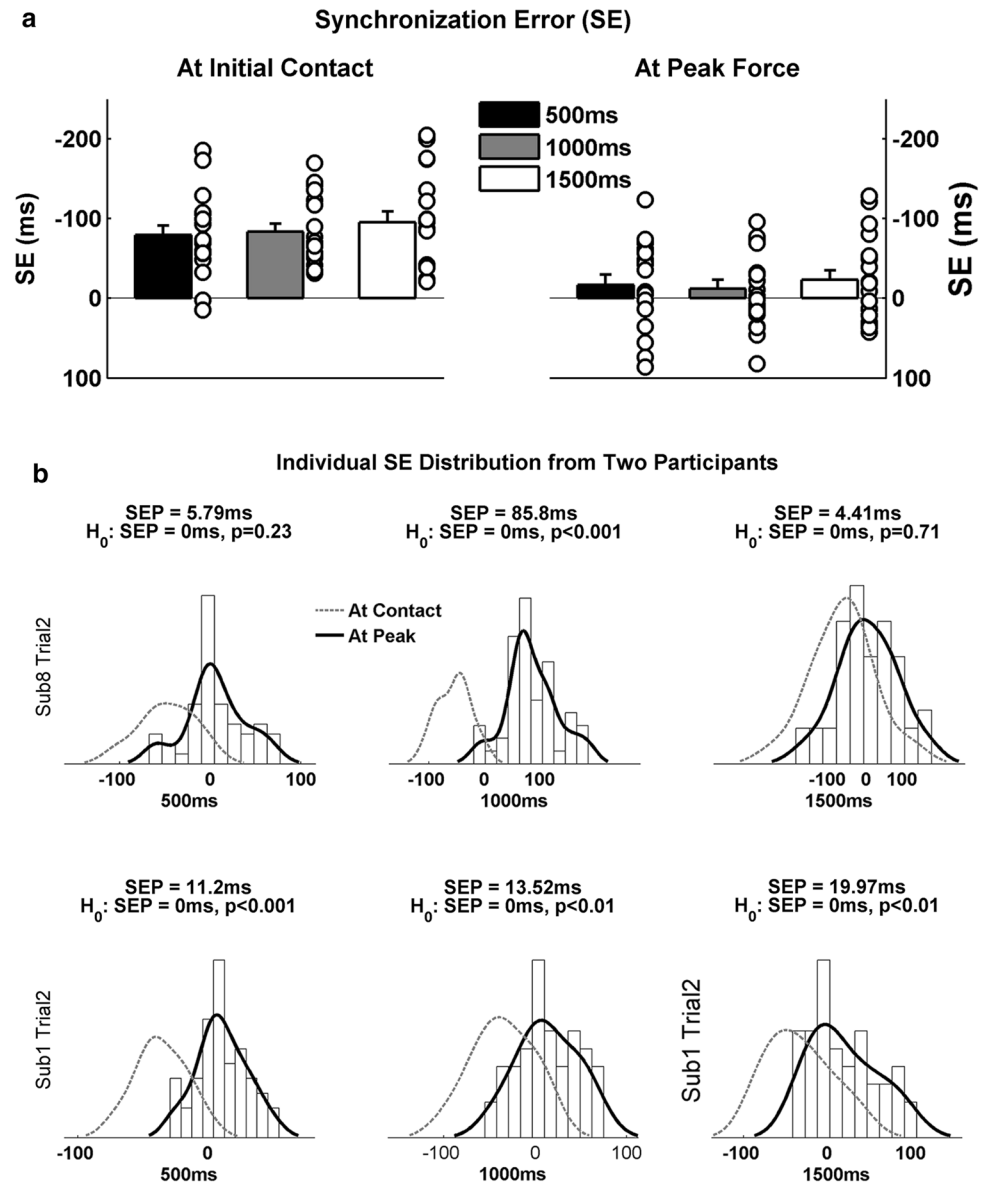 a
Synchronization Error (SE)
At Initial Contact
At Peak Force
SE (ms)
-200
-100
0
100
500ms
1000ms
1500ms
-200
-100
0
100
SE (ms)
b
Individual SE Distribution from Two Participants
SEP = 5.79ms
H0: SEP = 0ms, p=0.23
SEP = 85.8ms
H0: SEP = 0ms, p<0.001
SEP = 4.41ms
H0: SEP = 0ms, p=0.71
At Contact
At Peak
Sub8 Trial2
-100 0 100
500ms
-100 0 100
1000ms
-100 0 100
1500ms
SEP = 11.2ms
H0: SEP = 0ms, p<0.001
SEP = 13.52ms
H0: SEP = 0ms, p<0.01
SEP = 19.97ms
H0: SEP = 0ms, p<0.01
Sub1 Trial2
-100 0
500ms
-100 0 100
1000ms
Sub1 Trial2
-100 0 100
1500ms